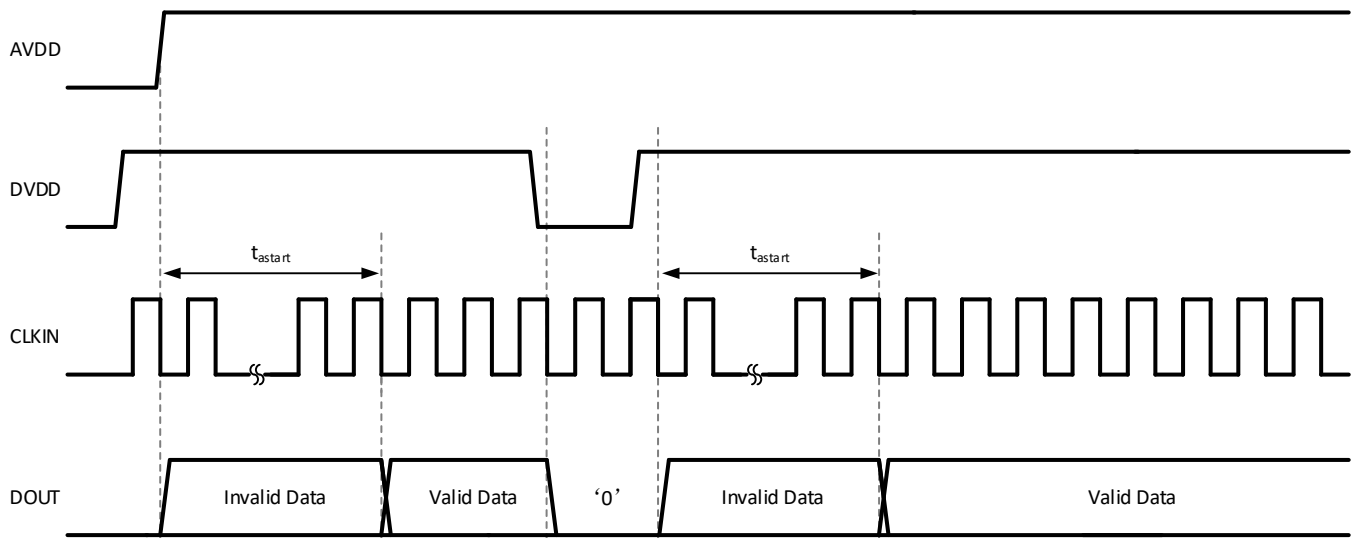 AVDD
DVDD
tastart tastart
CLKIN
DOUT Invalid Data Valid Data ‘0’ Invalid Data Valid Data